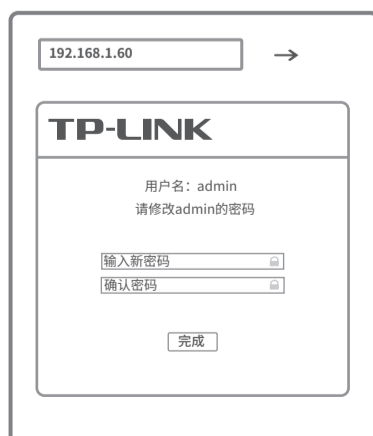 192.168.1.60
TP-LINK
用户名：admin
请修改admin的密码
输入新密码
确认密码
完成